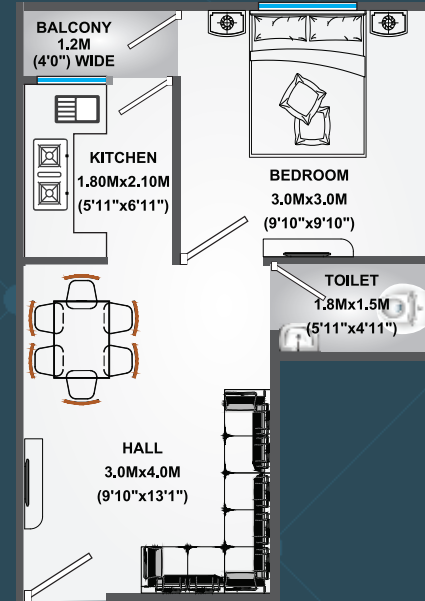 BALCONY
1.2M
(4'0") WIDE
KITCHEN
1.80Mx2.10M
(5'11"x6'11")
BEDROOM
3.0Mx3.0M
(9'10"x9'10")
TOILET
1.8Mx1.5M
(5'11"x4'11")
HALL
3.0Mx4.0M
(9'10"x13'1")